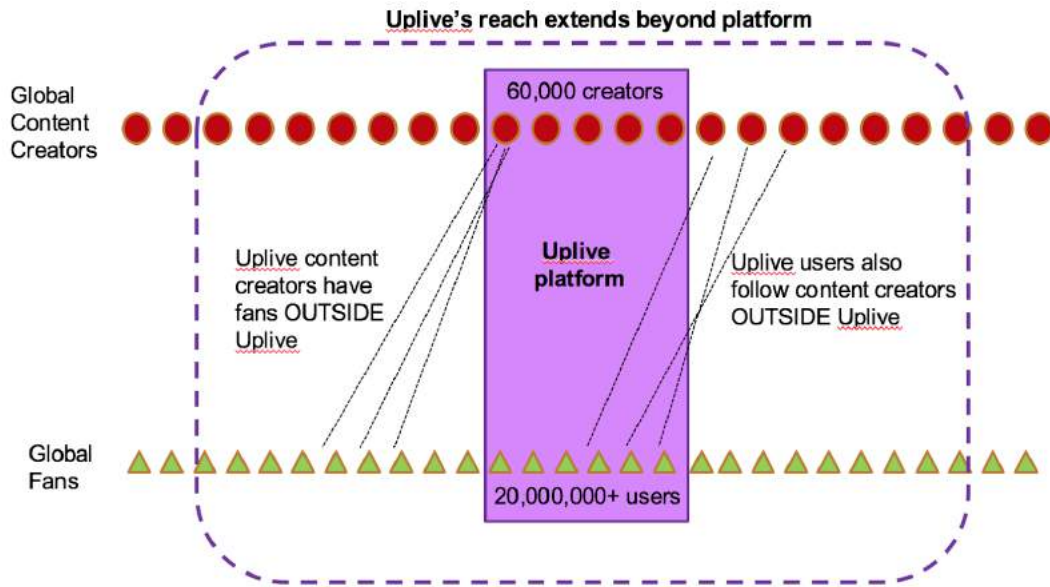 Uplive's reach extends beyond platform
Global
Content
Creators
60,000 creators
Uplive content
creators have
fans OUTSIDE
Uplive
Uplive
platform
Uplive users also
follow content creators
OUTSIDE Uplive
Global
Fans
20,000,000+ users